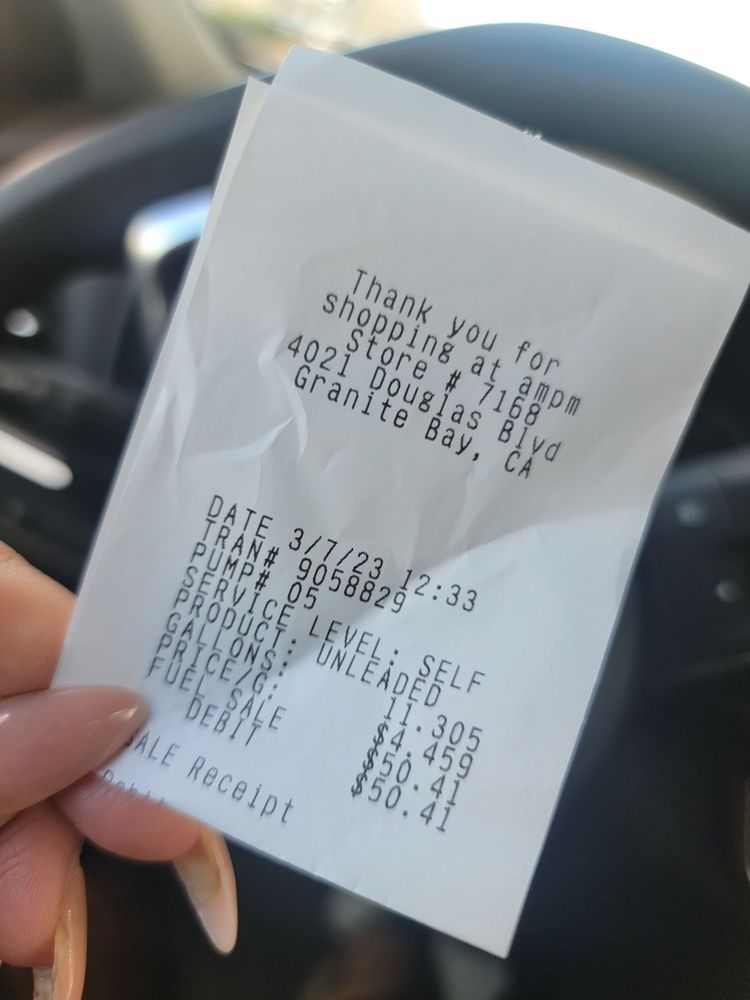 Thank you for
shopping at ampm
Store # 7168
4021 Douglas Blvd
Granite Bay, CA
DATE 3/7/23 12:33
TRAN# 9058829
PUMP# 05
SERVICE LEVEL: SELF
PRODUCT: UNLEADED
GALLONS: 11.305
PRICE/G: $4.459
FUEL SALE $50.41
DEBIT $50.41
SALE Receipt